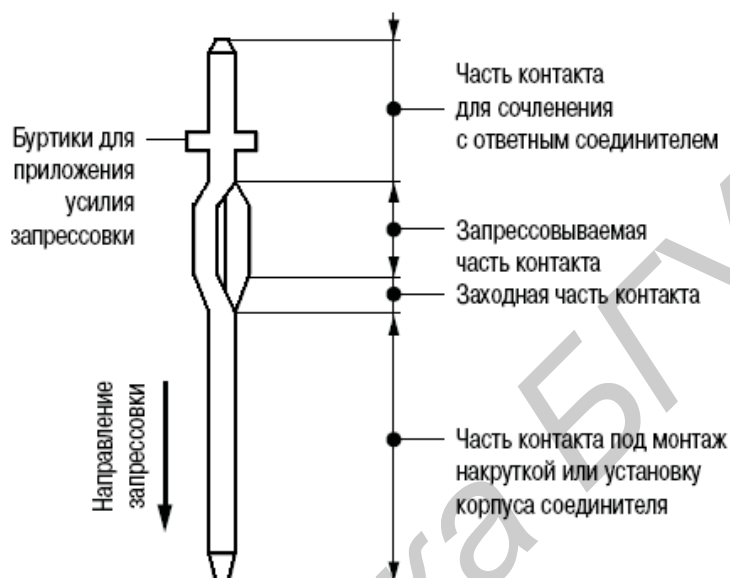 Часть контакта
для сочленения
с ответным соединителем
Буртики для
приложения
усилия
запрессовки
Запрессовываемая
часть контакта
Заходная часть контакта
Направление
запрессовки
Часть контакта под монтаж
накруткой или установку
корпуса соединителя